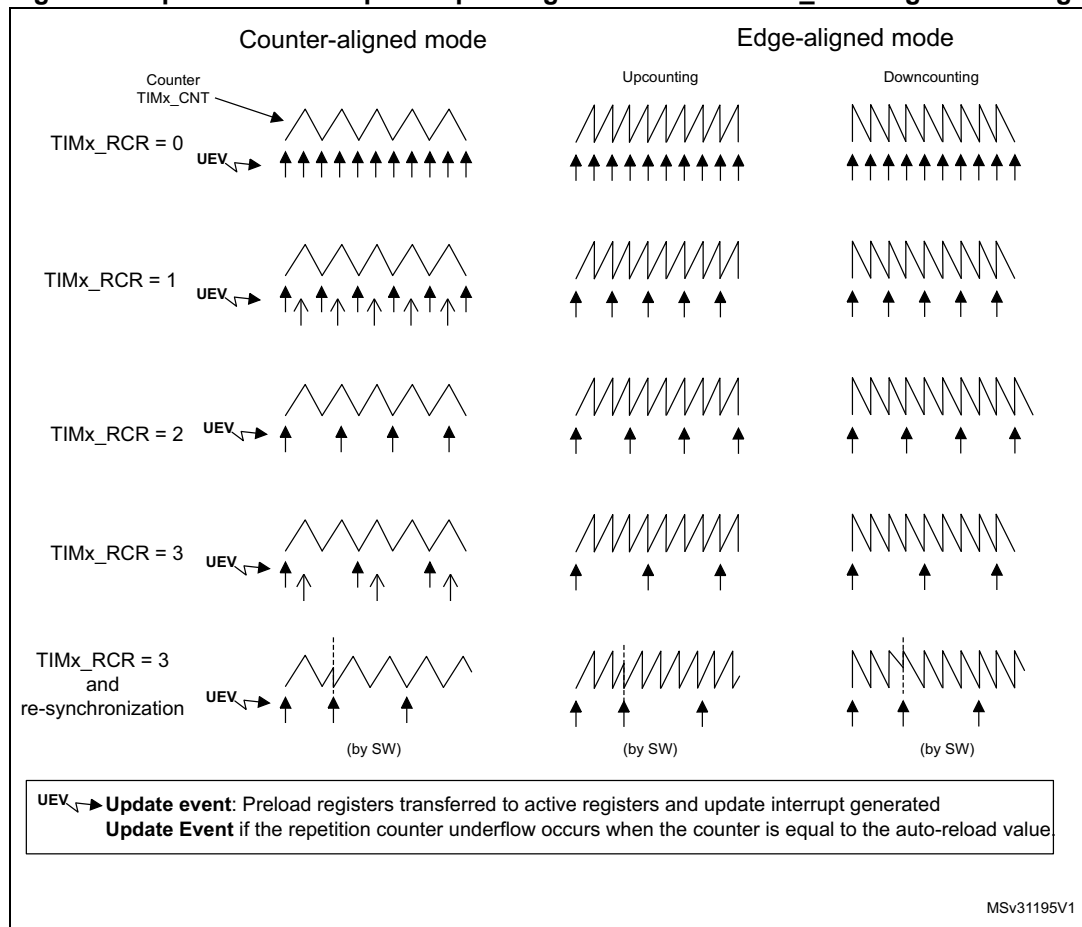 Counter-aligned mode
Edge-aligned mode
Counter
TIMx_CNT
Upcounting
Downcounting
TIMx_RCR = 0
UEV
TIMx_RCR = 1
UEV
TIMx_RCR = 2
UEV
TIMx_RCR = 3
UEV
TIMx_RCR = 3
and
re-synchronization
UEV
(by SW)
(by SW)
(by SW)
UEV Update event: Preload registers transferred to active registers and update interrupt generated
Update Event if the repetition counter underflow occurs when the counter is equal to the auto-reload value.
MSv31195V1